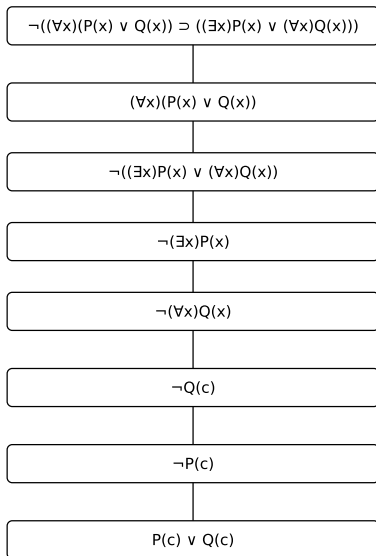 ¬((∀x)(P(x) ∨ Q(x)) ⊃ ((∃x)P(x) ∨ (∀x)Q(x)))
(∀x)(P(x) ∨ Q(x))
¬((∃x)P(x) ∨ (∀x)Q(x))
¬(∃x)P(x)
¬(∀x)Q(x)
¬Q(c)
¬P(c)
P(c) ∨ Q(c)